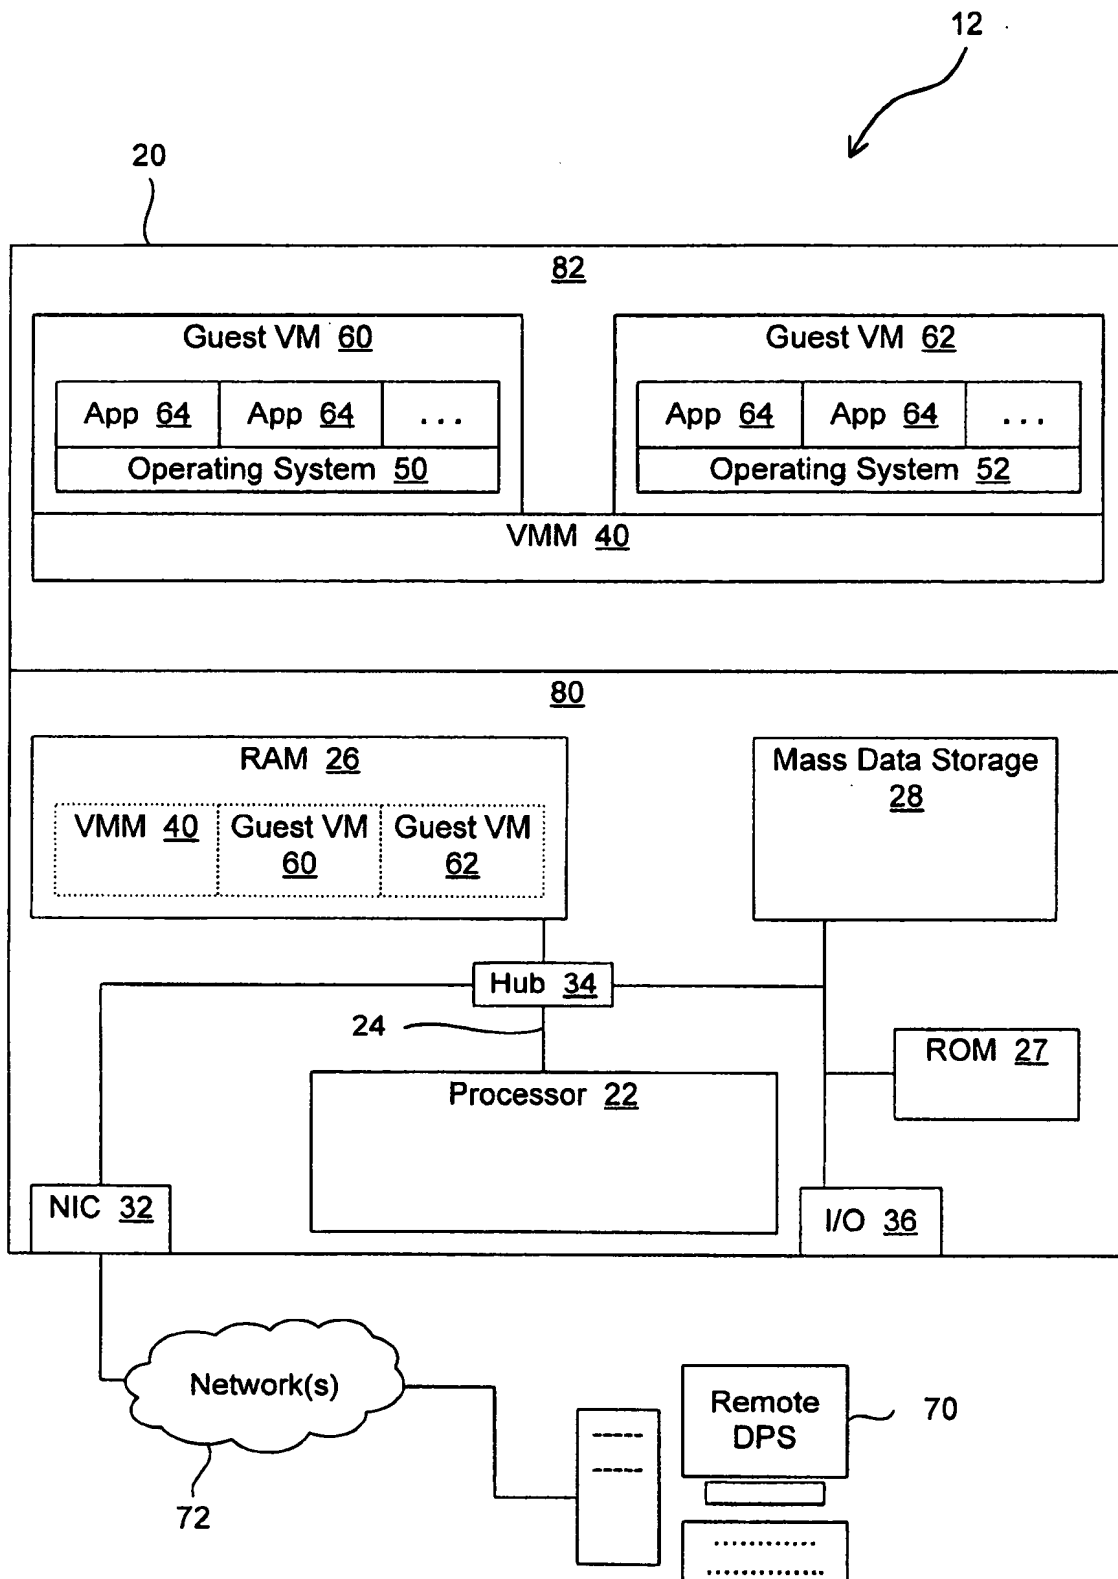 12
20
82
Guest VM 60
Guest VM 62
App 64 App 64 ...
App 64 App 64 ...
Operating System 50
Operating System 52
VMM 40
80
RAM 26
Mass Data Storage
28
VMM 40
Guest VM
60
Guest VM
62
Hub 34
24
ROM 27
Processor 22
NIC 32
I/O 36
Network(s)
Remote
DPS
70
72